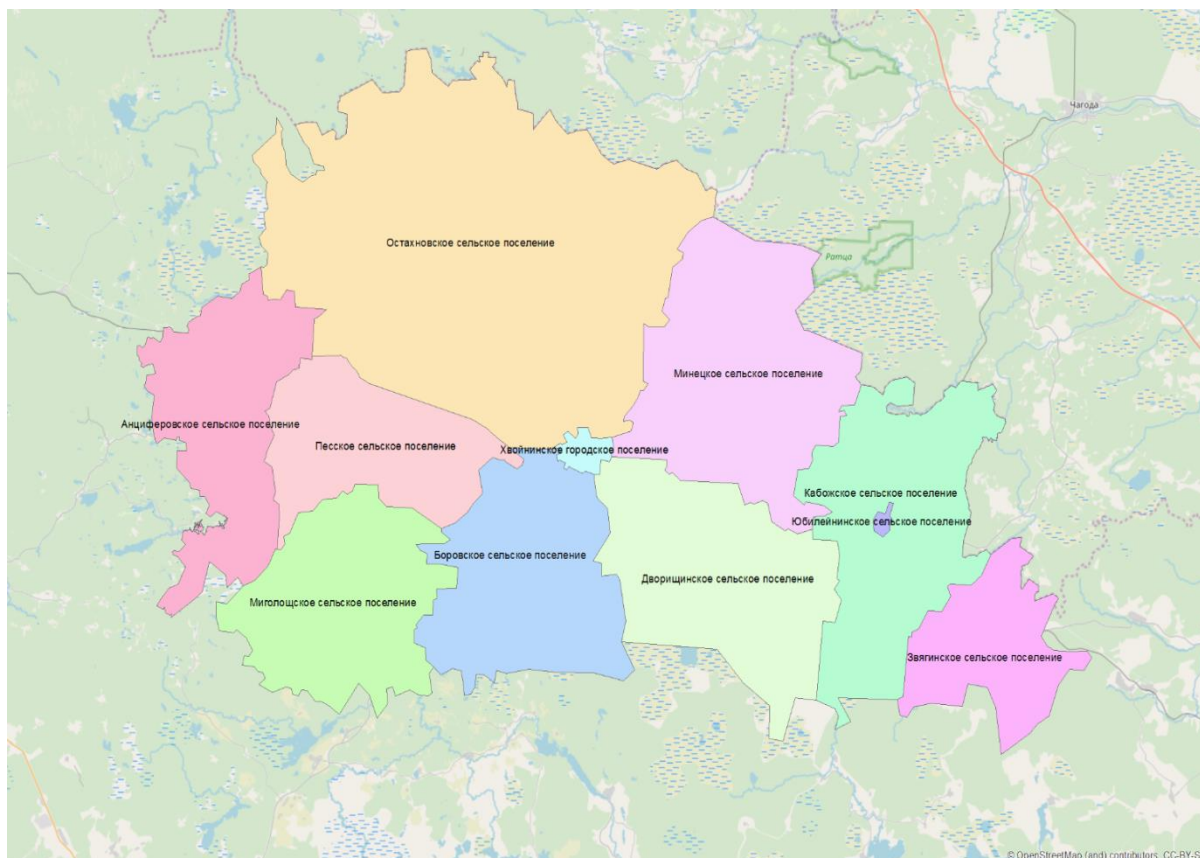 Чагода
Остахновское сельское поселение
Ратца
Минецкое сельское поселение
Анциферовское сельское поселение
Песское сельское поселение
Хвойнинское городское поселение
Кабожское сельское поселение
Юбилейнинское сельское поселение
Боровское сельское поселение
Дворищинское сельское поселение
Миголощское сельское поселение
Звягинское сельское поселение
© OpenStreetMap (and) contributors, CC-BY-S